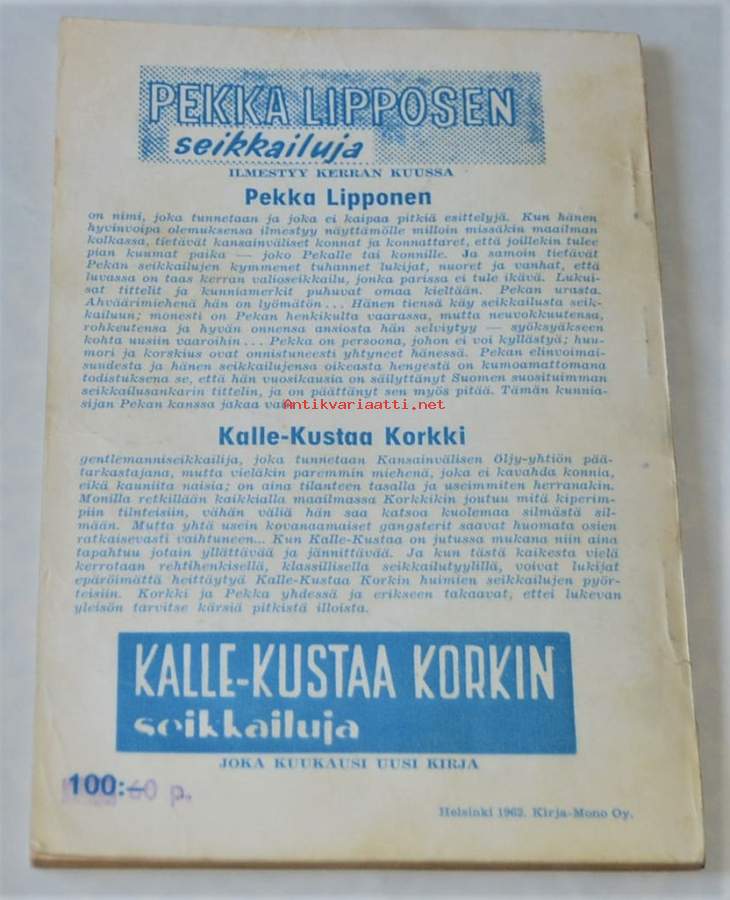 PEKKA LIPPOSEN
seikkailuja
ILMESTYY KERRAN KUUSSA
Pekka Lipponen
on nimi, joka tunnetaan ja joka ei kaipaa pitkiä esittelyjä. Kun hänen
hyvinvoipa olemuksensa ilmestyy näyttämölle milloin missäkin maailman
kolkassa, tietävät kansainväliset konnat ja konnattaret, että joillekin tulee
pian kuumat paikat — joko Pekalle tai konnille. Ja samoin tietävät
Pekan seikkailujen kymmenet tuhannet lukijat, nuoret ja vanhat, että
luvassa on taas kerran valioseikkailu, jonka parissa ei tule ikävä. Lukui-
sat tittelit ja kunniamerkit puhuvat omaa kieltään. Pekan urasta.
Ahväärimiehenä hän on lyömätön... Hänen tiensä käy seikkailusta seik-
kailuun; monesti on Pekan henkikulta vaarassa, mutta neuvokkuutensa,
rohkeutensa ja hyvän onnensa ansiosta hän selviytyy — syöksyäkseen
kohta uusiin vaaroihin... Pekka on persoona, johon ei voi kyllästyä; huu-
mori ja korskius ovat onnistuneesti yhtyneet hänessä. Pekan elinvoimai-
suudesta ja hänen seikkailujensa oikeasta hengestä on kumoamattomana
todistuksena se, että hän vuosikausia on säilyttänyt Suomen suosituimman
seikkailusankarin tittelin, ja on päättänyt sen myös pitää. Tämän kunnia-
sijan Pekan kanssa jakaa
Antikvariaatti.net
Kalle-Kustaa Korkki
gentlemanniseikkailija, joka tunnetaan Kansainvälisen Öljy-yhtiön pää-
tarkastajana, mutta vieläkin paremmin miehenä, joka ei kavahda konnia,
eikä kauniita naisia; on aina tilanteen tasalla ja useimmiten herranakin.
Monilla retkillään kaikkialla maailmassa Korkkikin joutuu mitä kiperim-
piin tilnteisiin, vähän väliä hän saa katsoa kuolemaa silmästä sil-
mään. Mutta yhtä usein kovanaamaiset gangsterit saavat huomata osien
ratkaisevasti vaihtuneen... Kun Kalle-Kustaa on jutussa mukana niin aina
tapahtuu jotain yllättävää ja jännittävää. Ja kun tästä kaikesta vielä
kerrotaan rehtihenkisellä, klassillisella seikkailutyylillä, voivat lukijat
epäröimättä heittäytyä Kalle-Kustaa Korkin huimien seikkailujen pyör-
teisiin. Korkki ja Pekka yhdessä ja erikseen takaavat, ettei lukevan
yleisön tarvitse kärsiä pitkistä illoista.
KALLE-KUSTAA KORKIN
seikkailuja
JOKA KUUKAUSI UUSI KIRJA
100:— 60 p.
Helsinki 1962. Kirja-Mono Oy.